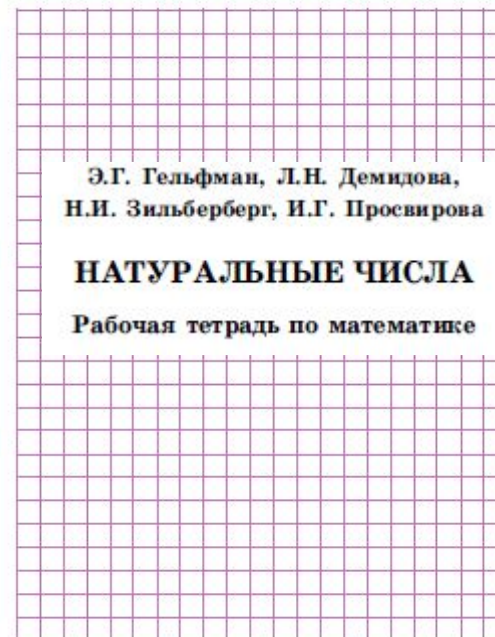 Э.Г. Гельфман, Л.Н. Демидова,
Н.И. Зильберберг, И.Г. Просвирова
НАТУРАЛЬНЫЕ ЧИСЛА
Рабочая тетрадь по математике